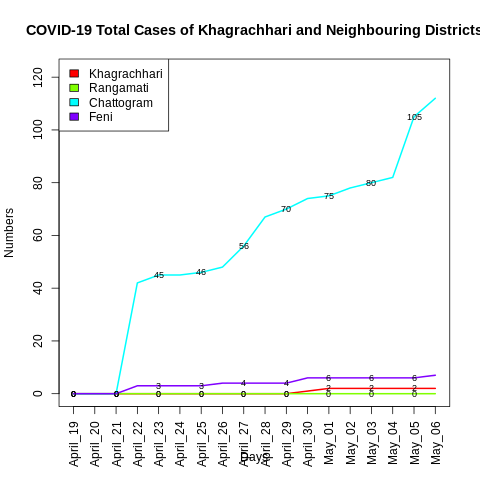 COVID-19 Total Cases of Khagrachhari and Neighbouring Districts
Khagrachhari
Rangamati
Chattogram
Feni
Numbers
120
100
80
60
40
20
0
105
80
75
70
56
46
45
3 3 4 4 6 6 6
2 2 2
0 0 0 0 0 0 0 0 0
April_19 April_20 April_21 April_22 April_23 April_24 April_25 April_26 April_27 April_28 April_29 April_30 May_01 May_02 May_03 May_04 May_05 May_06
Days